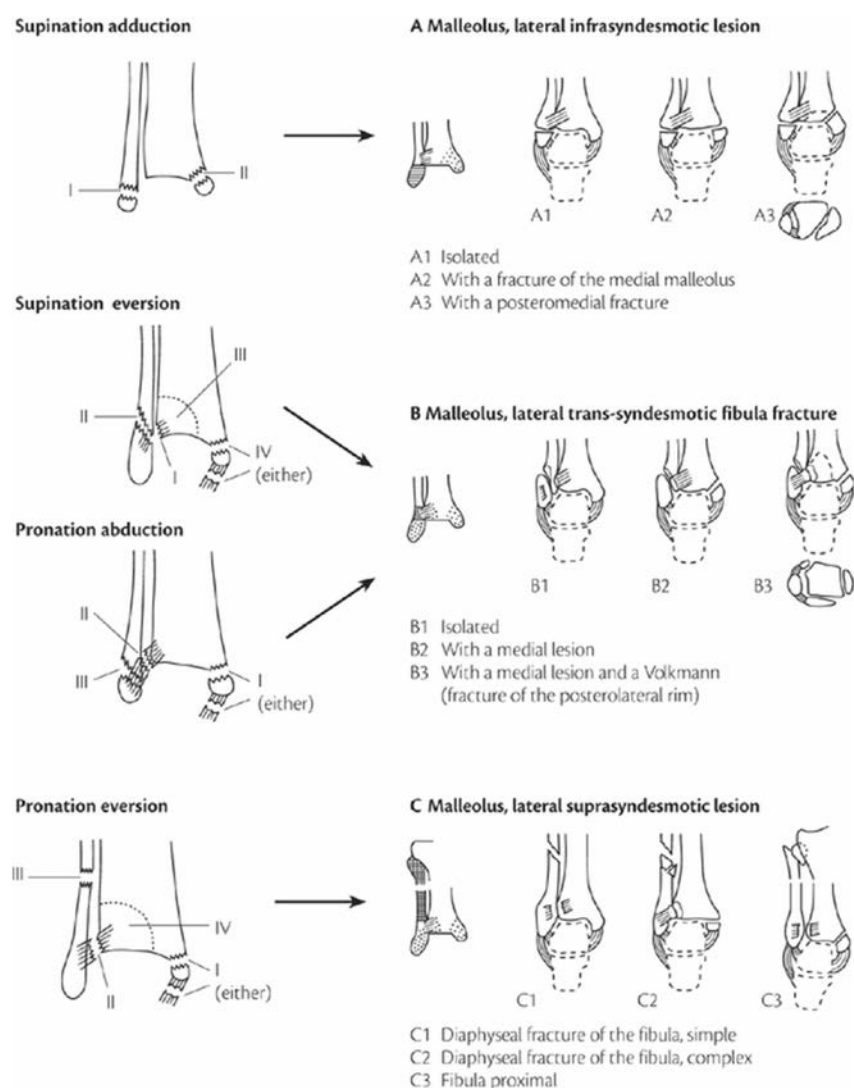 Supination adduction
I
II
A Malleolus, lateral infrasyndesmotic lesion
A1
A2
A3
A1 Isolated
A2 With a fracture of the medial malleolus
A3 With a posteromedial fracture
Supination eversion
III
II
I
IV
(either)
Pronation abduction
II
III
I
(either)
B Malleolus, lateral trans-syndesmotic fibula fracture
B1
B2
B3
B1 Isolated
B2 With a medial lesion
B3 With a medial lesion and a Volkmann
(fracture of the posterolateral rim)
Pronation eversion
III
IV
I
(either)
II
C Malleolus, lateral suprasyndesmotic lesion
C1
C2
C3
C1 Diaphyseal fracture of the fibula, simple
C2 Diaphyseal fracture of the fibula, complex
C3 Fibula proximal